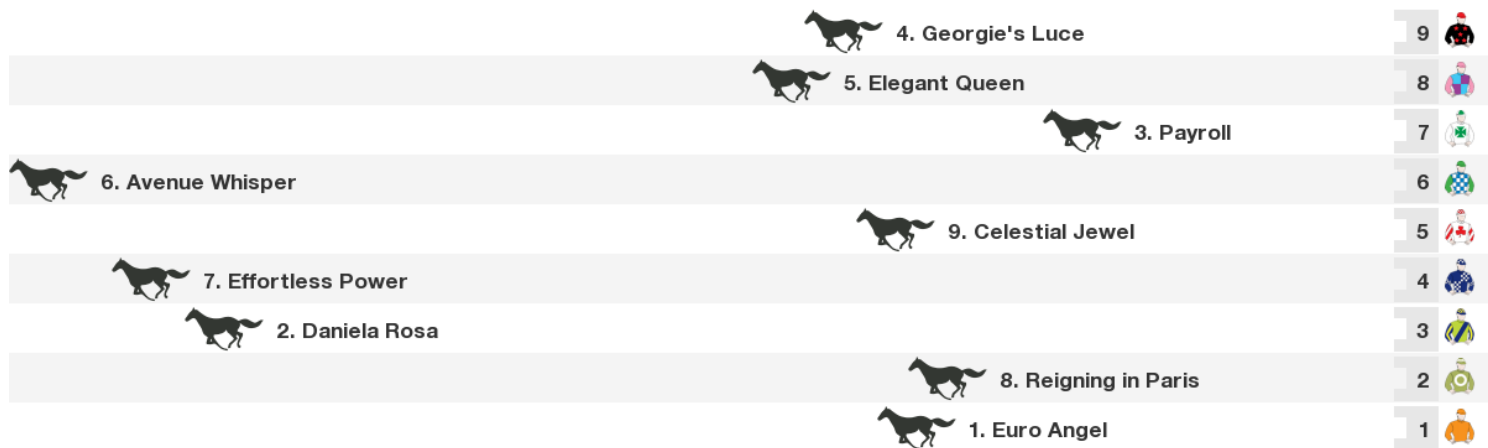 4. Georgie's Luce 9
5. Elegant Queen 8
3. Payroll 7
6. Avenue Whisper 6
9. Celestial Jewel 5
7. Effortless Power 4
2. Daniela Rosa 3
8. Reigning in Paris 2
1. Euro Angel 1